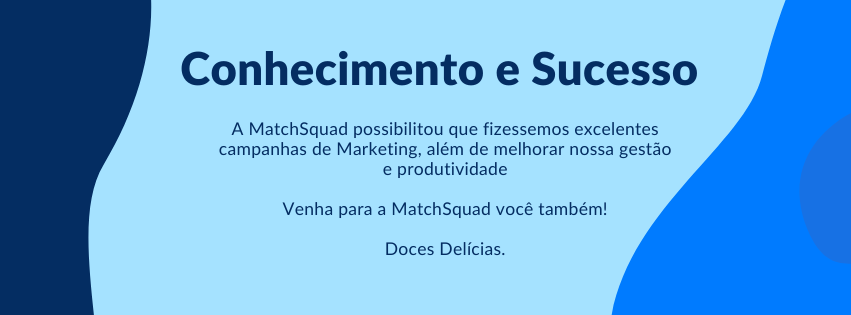 Conhecimento e Sucesso
A MatchSquad possibilitou que fizessemos excelentes
campanhas de Marketing, além de melhorar nossa gestão
e produtividade
Venha para a MatchSquad você também!
Doces Delícias.